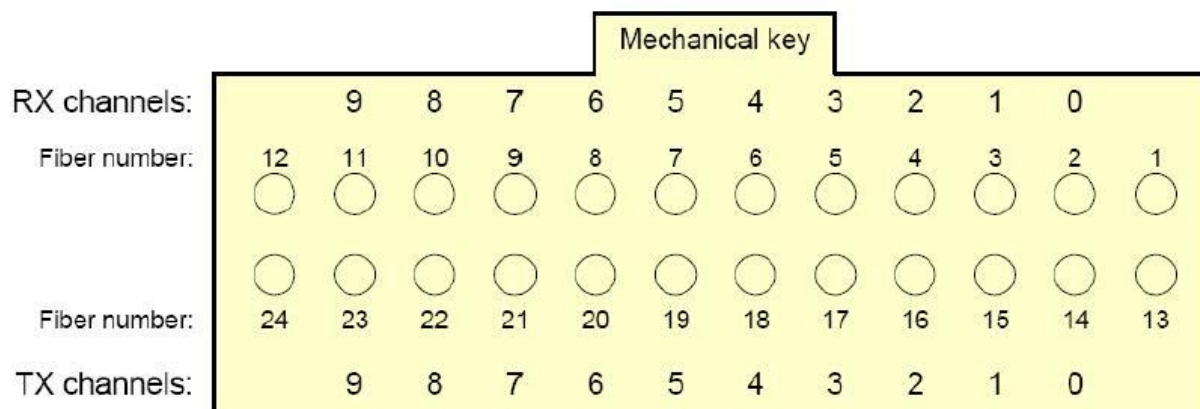 Mechanical key
RX channels: 9 8 7 6 5 4 3 2 1 0
Fiber number: 12 11 10 9 8 7 6 5 4 3 2 1
Fiber number: 24 23 22 21 20 19 18 17 16 15 14 13
TX channels: 9 8 7 6 5 4 3 2 1 0